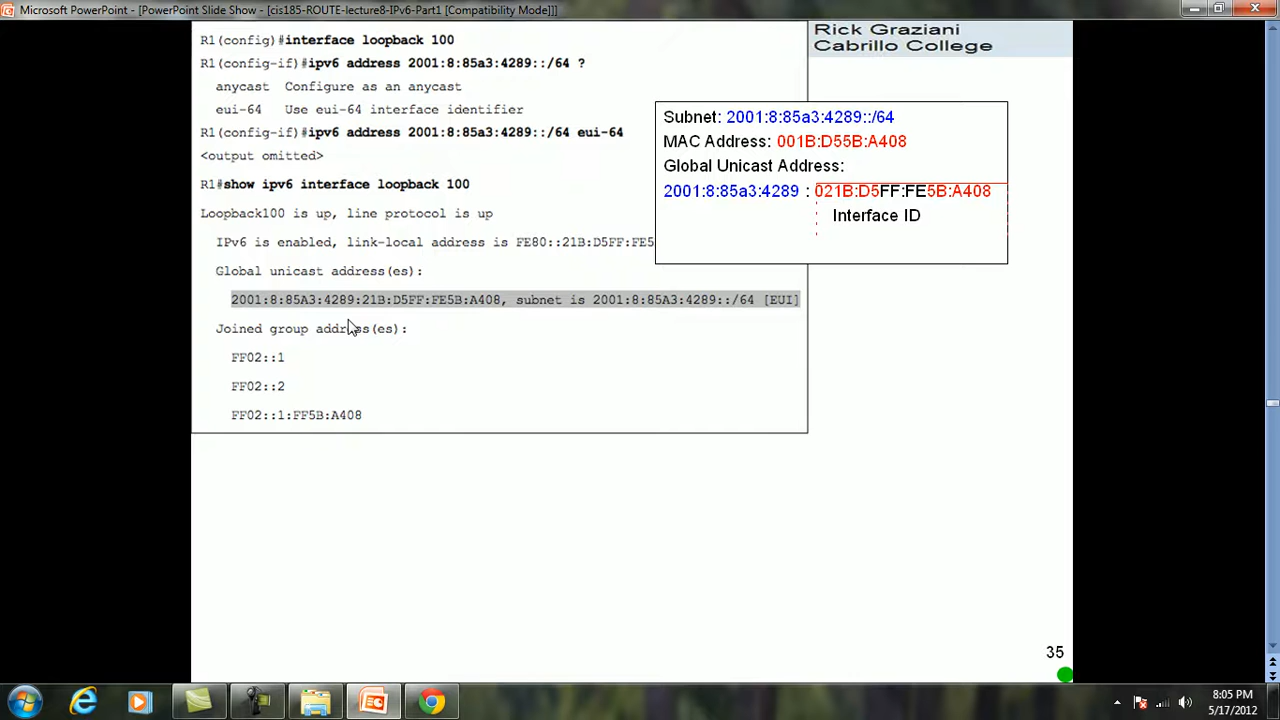 Microsoft PowerPoint - [PowerPoint Slide Show - [cis185-ROUTE-lecture8-IPv6-Part1 [Compatibility Mode]]]
Rick Graziani
Cabrillo College
R1(config)#interface loopback 100
R1(config-if)#ipv6 address 2001:8:85a3:4289::/64 ?
anycast Configure as an anycast
eui-64 Use eui-64 interface identifier
R1(config-if)#ipv6 address 2001:8:85a3:4289::/64 eui-64
<output omitted>
R1#show ipv6 interface loopback 100
Loopback100 is up, line protocol is up
IPv6 is enabled, link-local address is FE80::21B:D5FF:FE5
Global unicast address(es):
2001:8:85A3:4289:21B:D5FF:FE5B:A408, subnet is 2001:8:85A3:4289::/64 [EUI]
Joined group address(es):
FF02::1
FF02::2
FF02::1:FF5B:A408
Subnet: 2001:8:85a3:4289::/64
MAC Address: 001B:D55B:A408
Global Unicast Address:
2001:8:85a3:4289 : 021B:D5FF:FE5B:A408
Interface ID
35
8:05 PM
5/17/2012